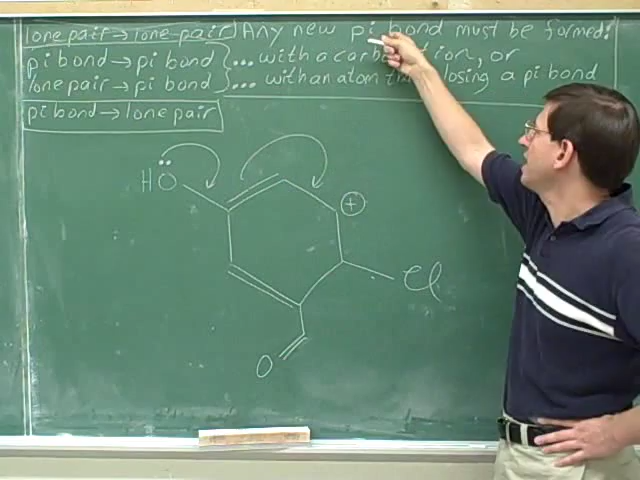 lone pair → lone pair Any new pi bond must be formed:
pi bond → pi bond } ... with a carbocation, or
lone pair → pi bond } ... with an atom losing a pi bond
pi bond → lone pair
HO
+
Cl
O